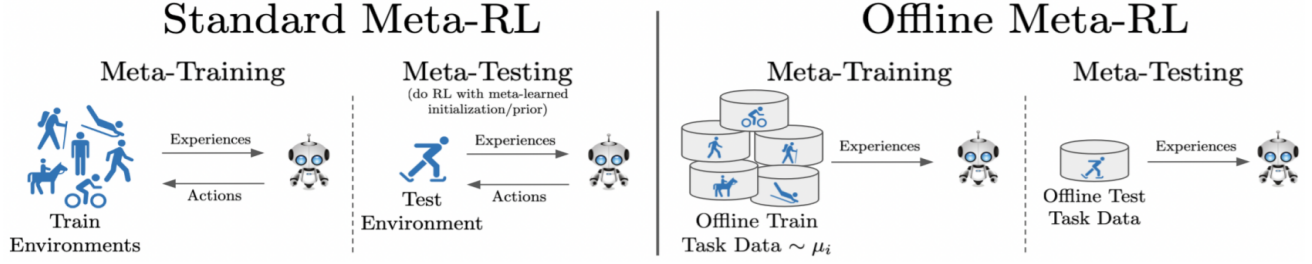 Standard Meta-RL
Meta-Training
Experiences
Actions
Train
Environments
Meta-Testing
(do RL with meta-learned
initialization/prior)
Experiences
Actions
Test
Environment
Offline Meta-RL
Meta-Training
Experiences
Offline Train
Task Data ~ μᵢ
Meta-Testing
Experiences
Offline Test
Task Data